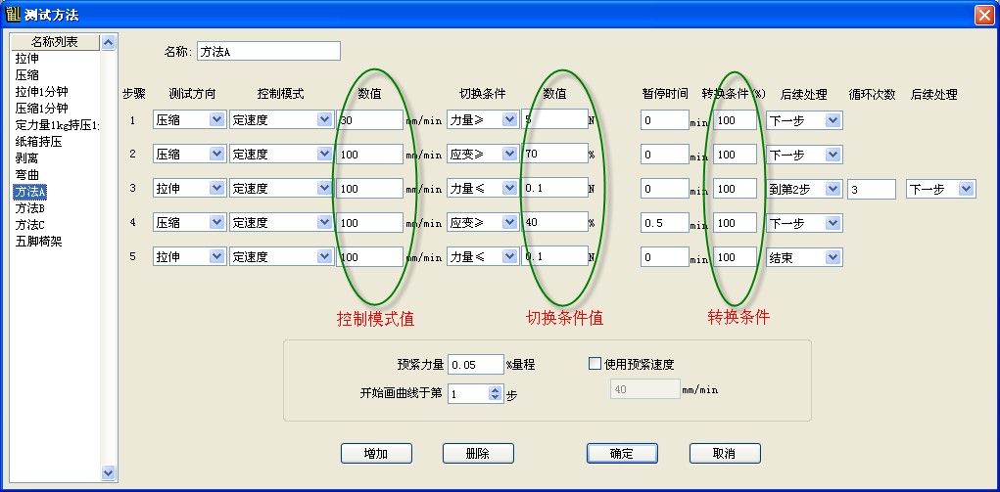 测试方法
名称列表
拉伸
压缩
拉伸1分钟
压缩1分钟
定力量1kg持压1
纸箱持压
剥离
弯曲
方法A
方法B
方法C
五脚椅架
名称: 方法A
步骤 测试方向 控制模式 数值 切换条件 数值 暂停时间 转换条件(%) 后续处理 循环次数 后续处理
1 压缩 定速度 30 mm/min 力量≥ 5 N 0 min 100 下一步
2 压缩 定速度 100 mm/min 应变≥ 70 % 0 min 100 下一步
3 拉伸 定速度 100 mm/min 力量≤ 0.1 N 0 min 100 到第2步 3 下一步
4 压缩 定速度 100 mm/min 应变≥ 40 % 0.5 min 100 下一步
5 拉伸 定速度 100 mm/min 力量≤ 0.1 N 0 min 100 结束
控制模式值 切换条件值 转换条件
预紧力量 0.05 %量程 使用预紧速度
开始画曲线于第 1 步 40 mm/min
增加 删除 确定 取消